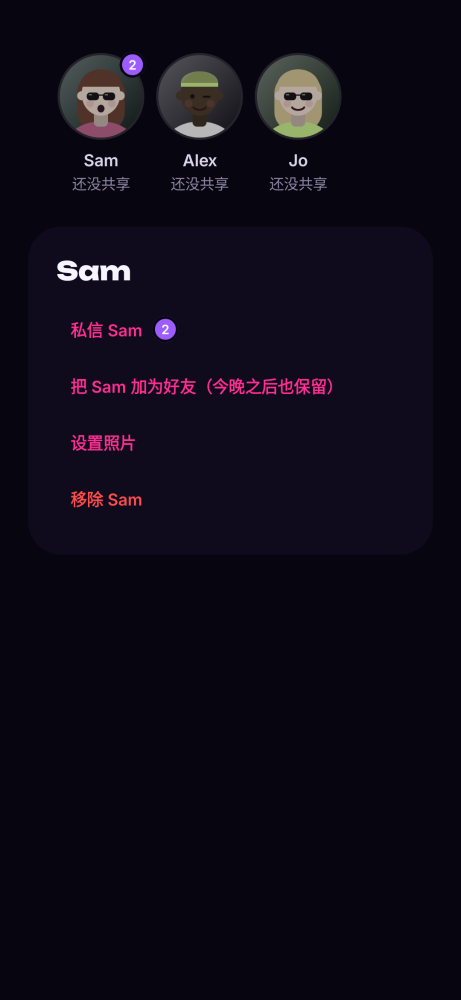 2
Sam
Alex
Jo
还没共享
还没共享
还没共享
Sam
私信 Sam 2
把 Sam 加为好友（今晚之后也保留）
设置照片
移除 Sam